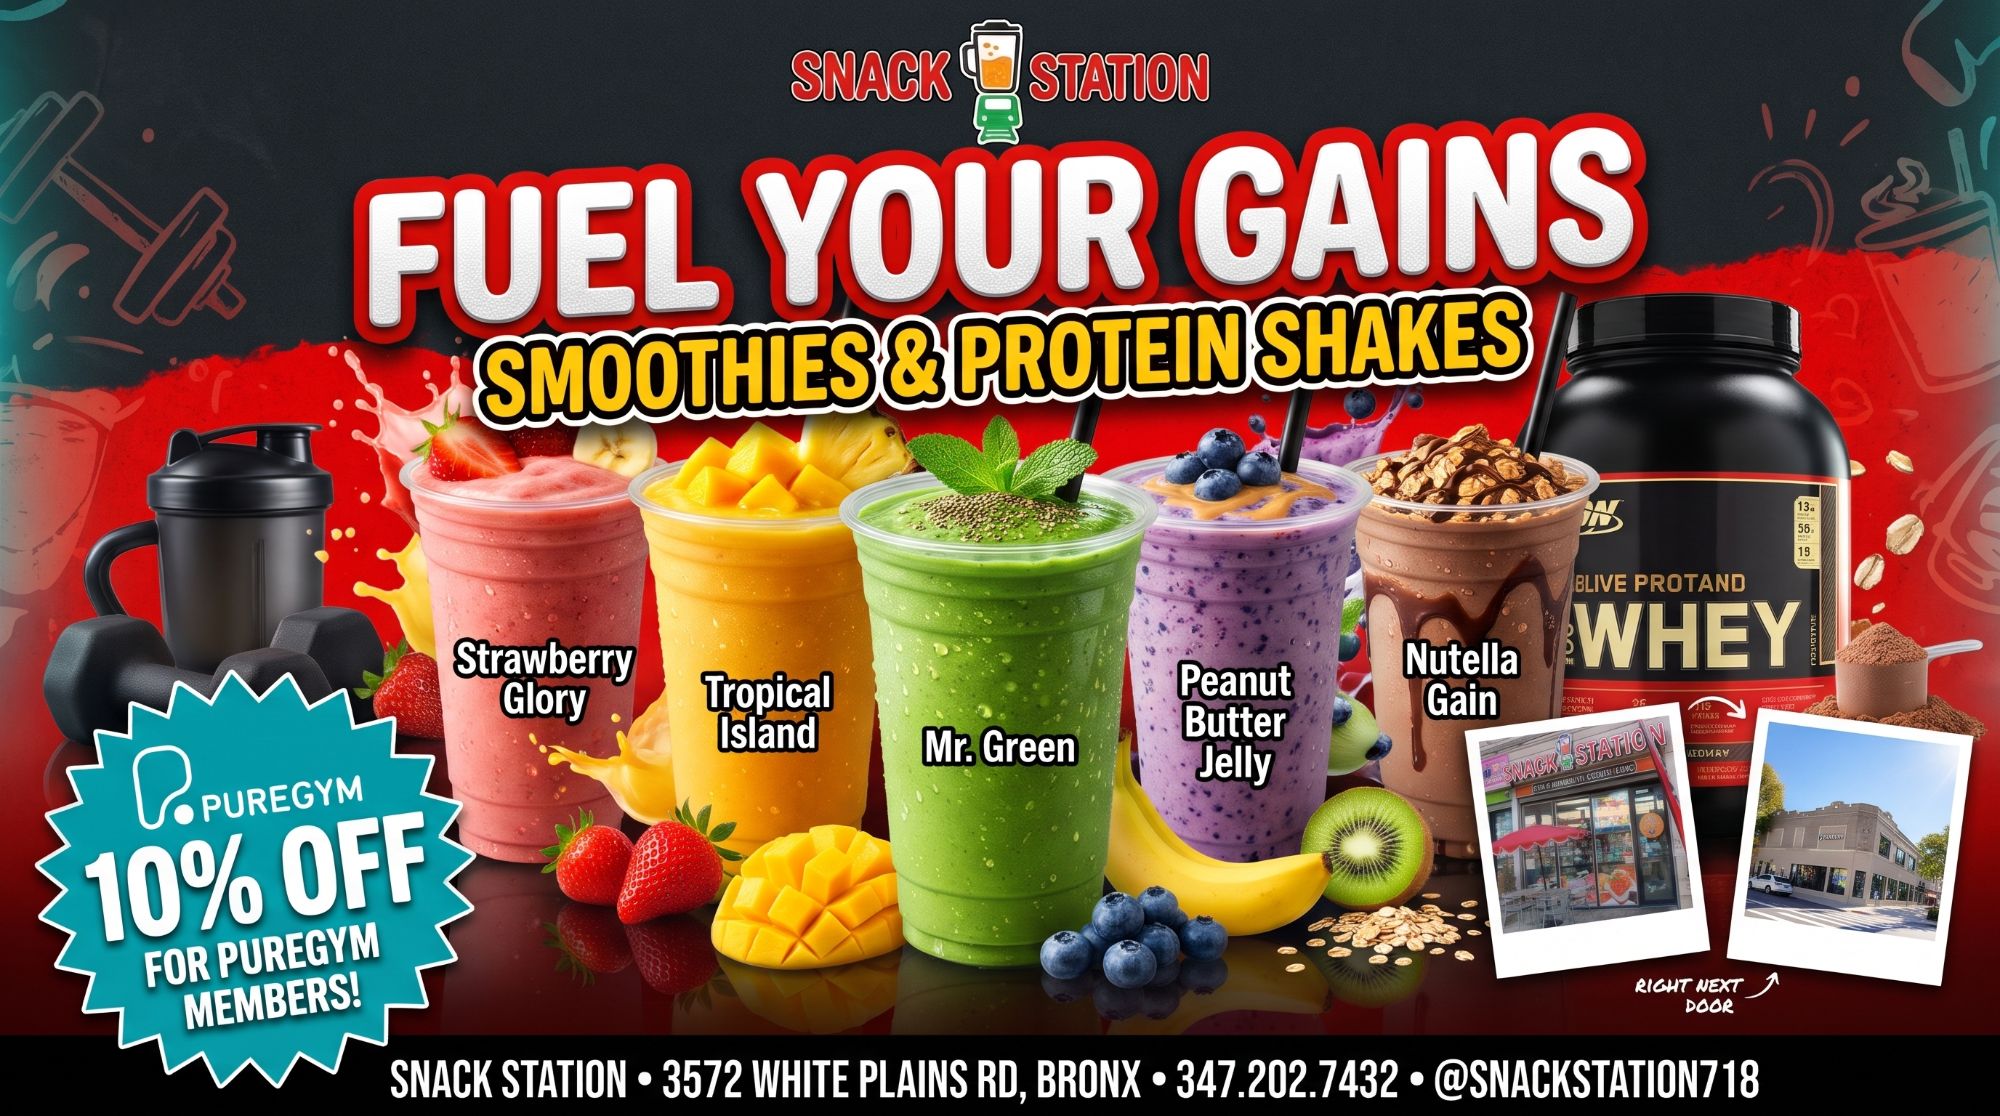 SNACK STATION
FUEL YOUR GAINS
SMOOTHIES & PROTEIN SHAKES
Strawberry
Glory
Tropical
Island
Mr. Green
Peanut
Butter
Jelly
Nutella
Gain
BLIVE PROTAND
WHEY
PUREGYM
10% OFF
FOR PUREGYM
MEMBERS!
SNACK STATION
RIGHT NEXT
DOOR
SNACK STATION • 3572 WHITE PLAINS RD, BRONX • 347.202.7432 • @SNACKSTATION718